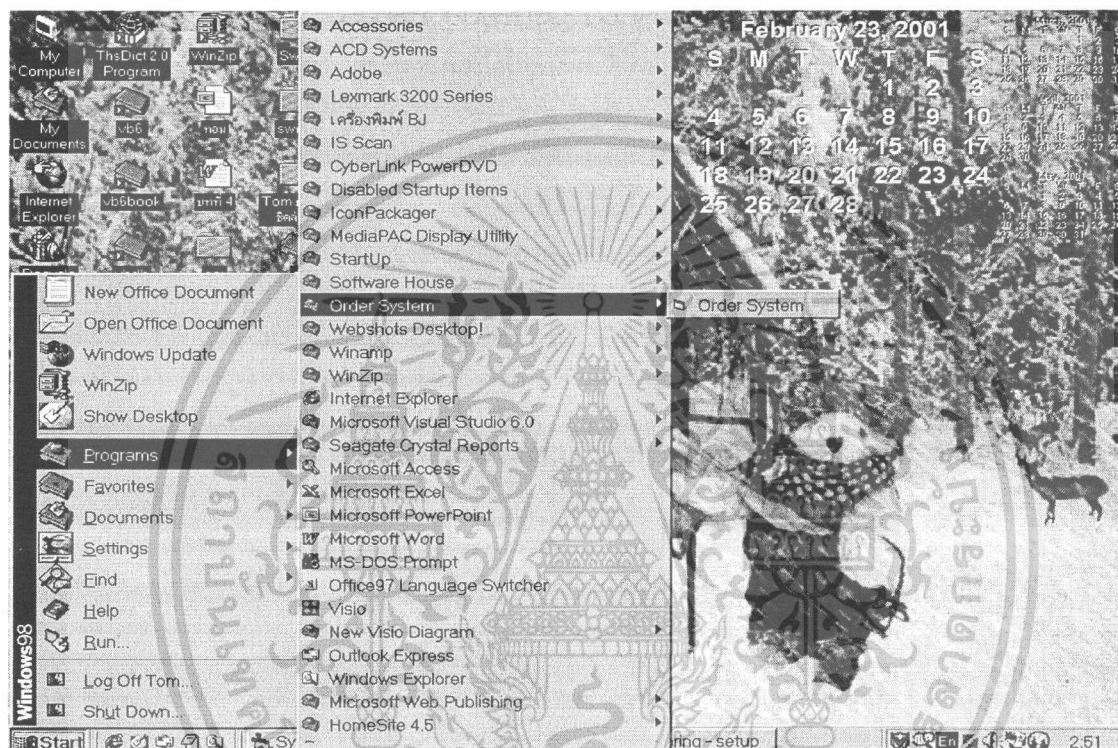 My Computer
ThsDict 2.0 Program
WinZip
My Documents
vb6
ทอม
Internet Explorer
vb6book
บทที่ 4
New Office Document
Open Office Document
Windows Update
WinZip
Show Desktop
Programs
Favorites
Documents
Settings
Find
Help
Run...
Log Off Tom...
Shut Down...
Windows98
Accessories
ACD Systems
Adobe
Lexmark 3200 Series
เครื่องพิมพ์ BJ
IS Scan
CyberLink PowerDVD
Disabled Startup Items
IconPackager
MediaPAC Display Utility
StartUp
Software House
Order System
Webshots Desktop!
Winamp
WinZip
Internet Explorer
Microsoft Visual Studio 6.0
Seagate Crystal Reports
Microsoft Access
Microsoft Excel
Microsoft PowerPoint
Microsoft Word
MS-DOS Prompt
Office97 Language Switcher
Visio
New Visio Diagram
Outlook Express
Windows Explorer
Microsoft Web Publishing
HomeSite 4.5
Order System
February 23, 2001
S M T W T F S
1 2 3
4 5 6 7 8 9 10
11 12 13 14 15 16 17
18 19 20 21 22 23 24
25 26 27 28
Start
Sy
ring - setup
En
2:51